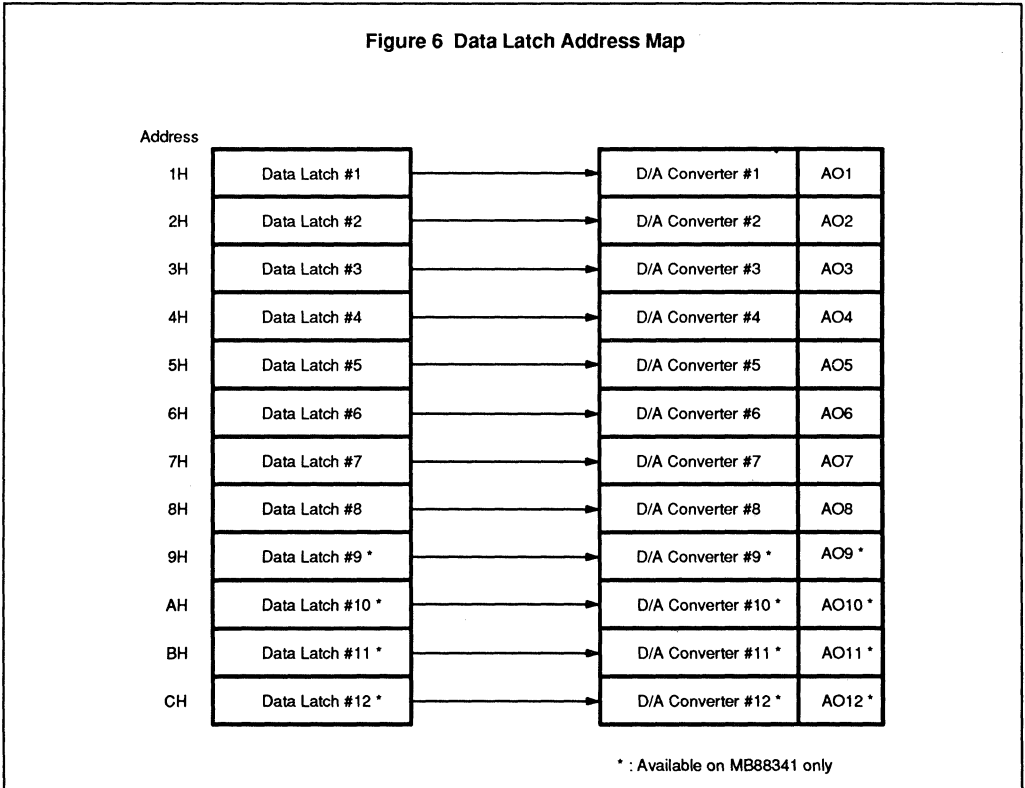 Figure 6 Data Latch Address Map
Address
1H Data Latch #1 D/A Converter #1 AO1
2H Data Latch #2 D/A Converter #2 AO2
3H Data Latch #3 D/A Converter #3 AO3
4H Data Latch #4 D/A Converter #4 AO4
5H Data Latch #5 D/A Converter #5 AO5
6H Data Latch #6 D/A Converter #6 AO6
7H Data Latch #7 D/A Converter #7 AO7
8H Data Latch #8 D/A Converter #8 AO8
9H Data Latch #9 * D/A Converter #9 * AO9 *
AH Data Latch #10 * D/A Converter #10 * AO10 *
BH Data Latch #11 * D/A Converter #11 * AO11 *
CH Data Latch #12 * D/A Converter #12 * AO12 *
* : Available on MB88341 only